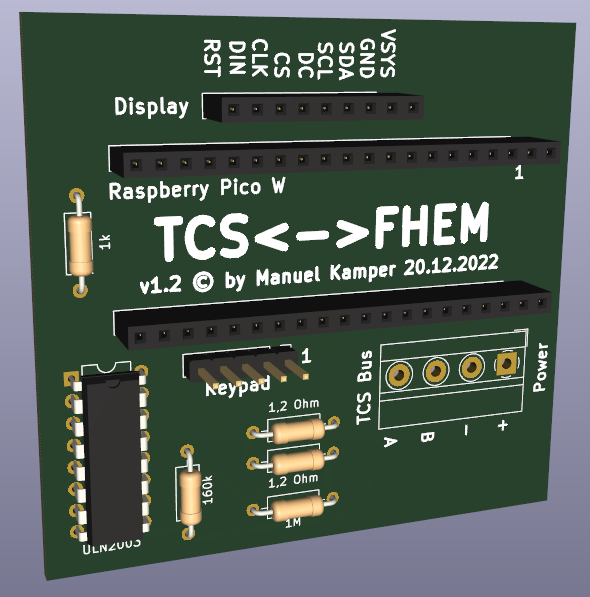 RST
DIN
CLK
CS
DC
SCL
SDA
GND
VSYS
Display
1
Raspberry Pico W
TCS<->FHEM
v1.2 © by Manuel Kamper 20.12.2022
1k
1
Keypad
TCS Bus
Power
A
B
-
+
1,2 Ohm
1,2 Ohm
160k
1M
ULN2003